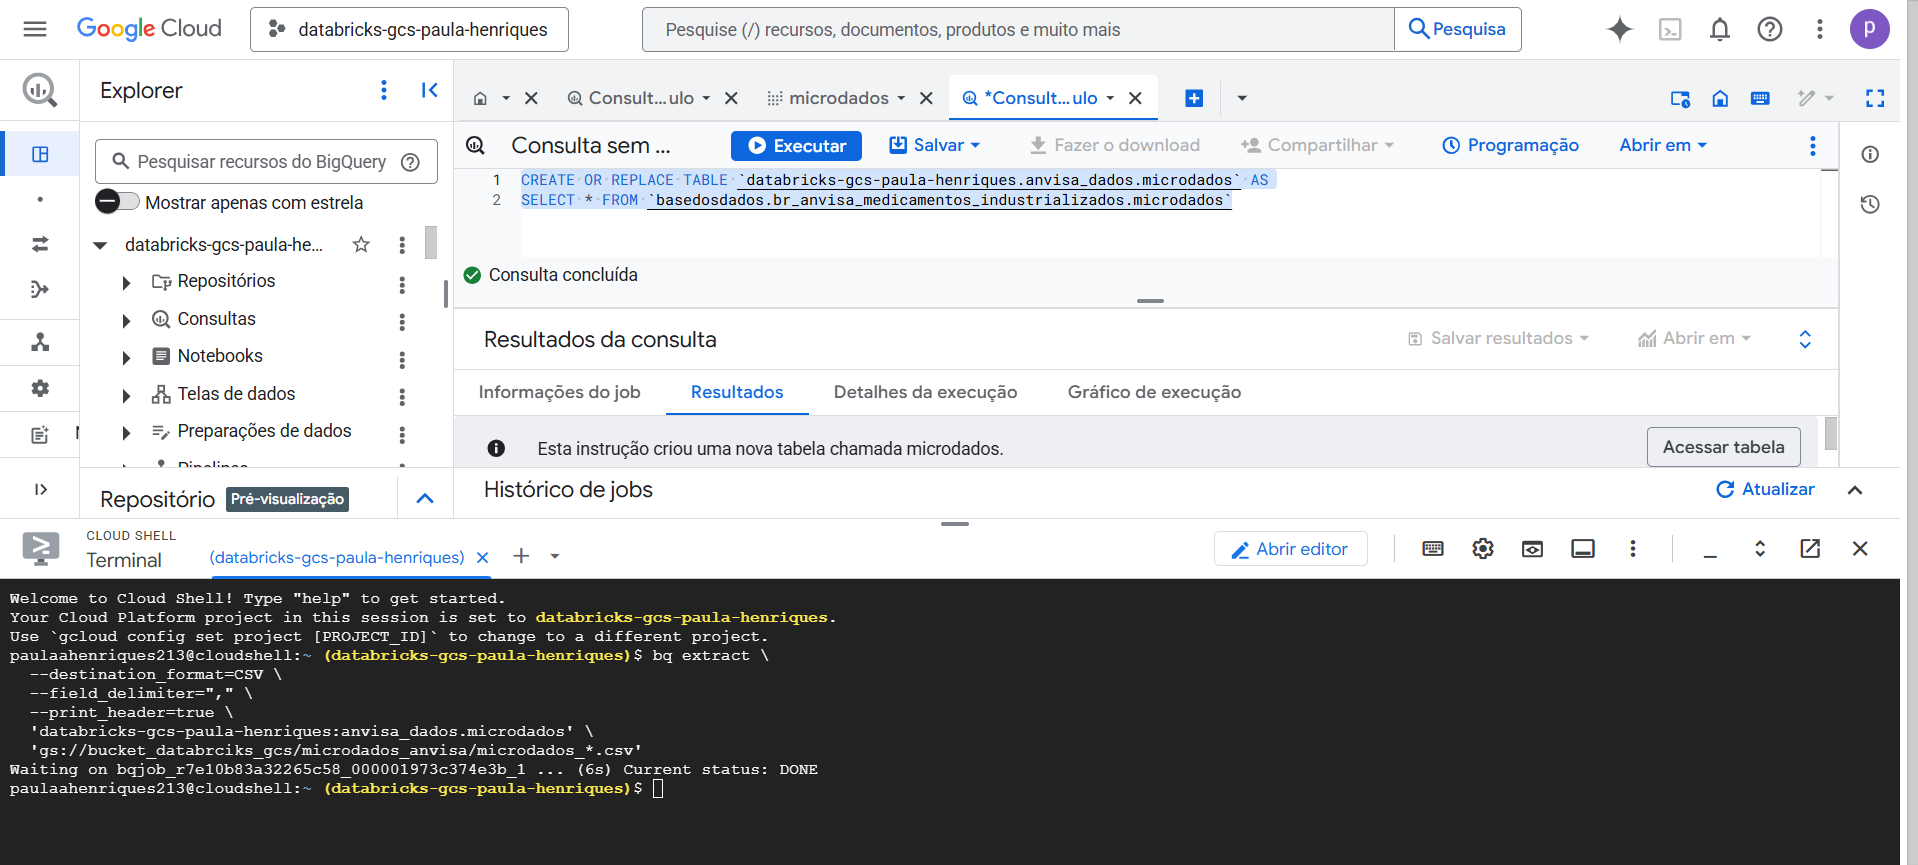 Google Cloud
databricks-gcs-paula-henriques
Pesquise (/) recursos, documentos, produtos e muito mais
Pesquisa
p
Explorer
Consult... ulo
microdados
*Consult... ulo
Pesquisar recursos do BigQuery
Mostrar apenas com estrela
databricks-gcs-paula-he...
Repositórios
Consultas
Notebooks
Telas de dados
Preparações de dados
Pipelines
Repositório
Pré-visualização
Consulta sem ...
Executar
Salvar
Fazer o download
Compartilhar
Programação
Abrir em
1 CREATE OR REPLACE TABLE `databricks-gcs-paula-henriques.anvisa_dados.microdados` AS
2 SELECT * FROM `basedosdados.br_anvisa_medicamentos_industrializados.microdados`
Consulta concluída
Resultados da consulta
Salvar resultados
Abrir em
Informações do job
Resultados
Detalhes da execução
Gráfico de execução
Esta instrução criou uma nova tabela chamada microdados.
Acessar tabela
Histórico de jobs
Atualizar
CLOUD SHELL
Terminal
(databricks-gcs-paula-henriques)
Abrir editor
Welcome to Cloud Shell! Type "help" to get started.
Your Cloud Platform project in this session is set to databricks-gcs-paula-henriques.
Use `gcloud config set project [PROJECT_ID]` to change to a different project.
paulaahenriques213@cloudshell:~ (databricks-gcs-paula-henriques)$ bq extract \
--destination_format=CSV \
--field_delimiter="," \
--print_header=true \
'databricks-gcs-paula-henriques:anvisa_dados.microdados' \
'gs://bucket_databrciks_gcs/microdados_anvisa/microdados_*.csv'
Waiting on bqjob_r7e10b83a32265c58_000001973c374e3b_1 ... (6s) Current status: DONE
paulaahenriques213@cloudshell:~ (databricks-gcs-paula-henriques)$